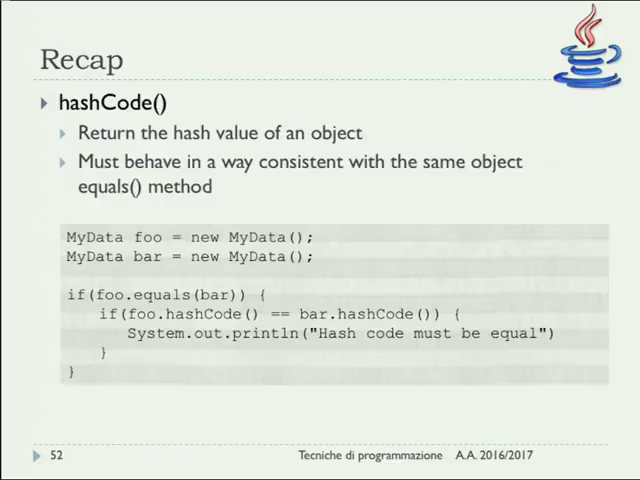 Recap
hashCode()
Return the hash value of an object
Must behave in a way consistent with the same object
equals() method
MyData foo = new MyData();
MyData bar = new MyData();
if(foo.equals(bar)) {
if(foo.hashCode() == bar.hashCode()) {
System.out.println("Hash code must be equal")
}
}
52 Tecniche di programmazione A.A. 2016/2017